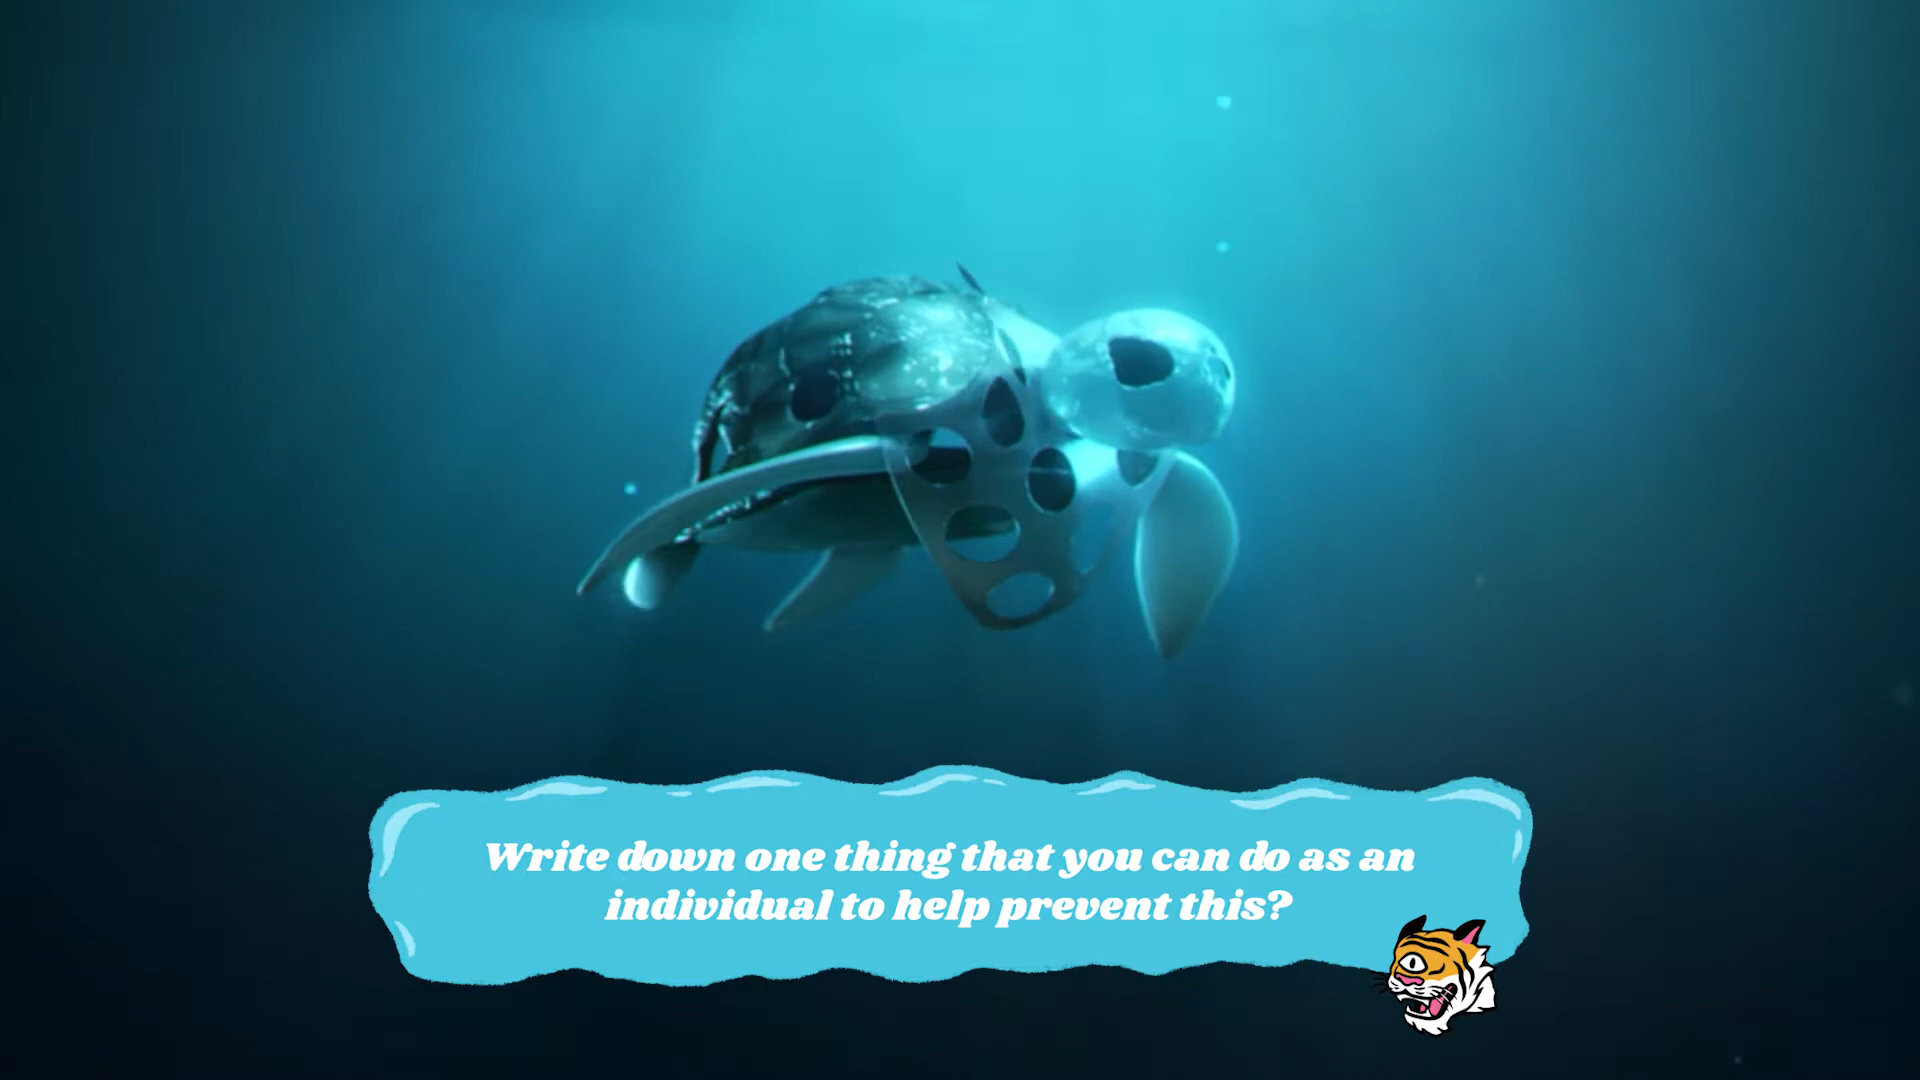 Write down one thing that you can do as an
individual to help prevent this?